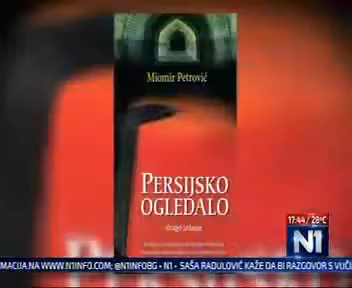 Miomir Petrović
PERSIJSKO
OGLEDALO
drugo izdanje
17:44 / 28°C
N1
MACIJA NA WWW.N1INFO.COM; @N1INFOBG - N1 - SAŠA RADULOVIĆ KAŽE DA BI RAZGOVOR S VUČI